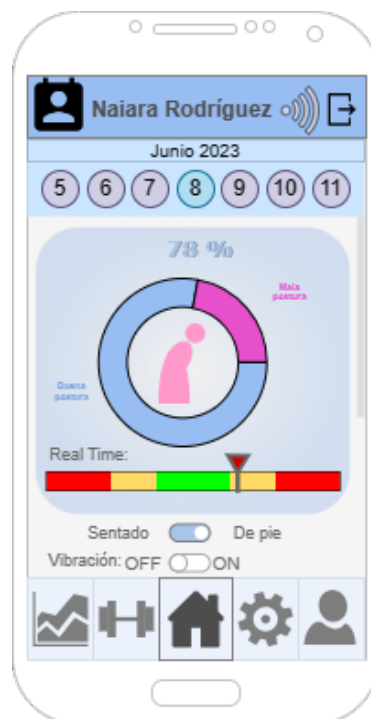 Naiara Rodríguez
Junio 2023
5 6 7 8 9 10 11
78 %
Mala
postura
Buena
postura
Real Time:
Sentado De pie
Vibración: OFF ON